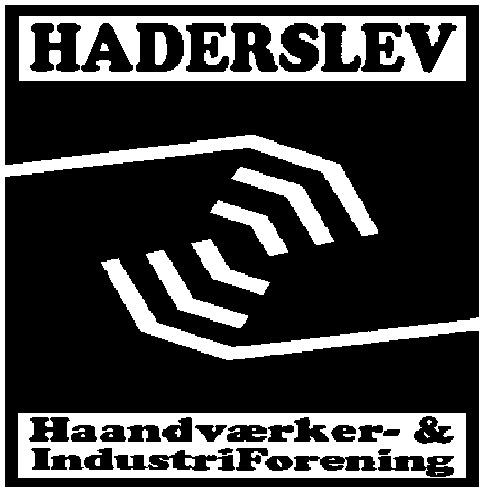 HADERSLEV
Haandværker- &
IndustriForening